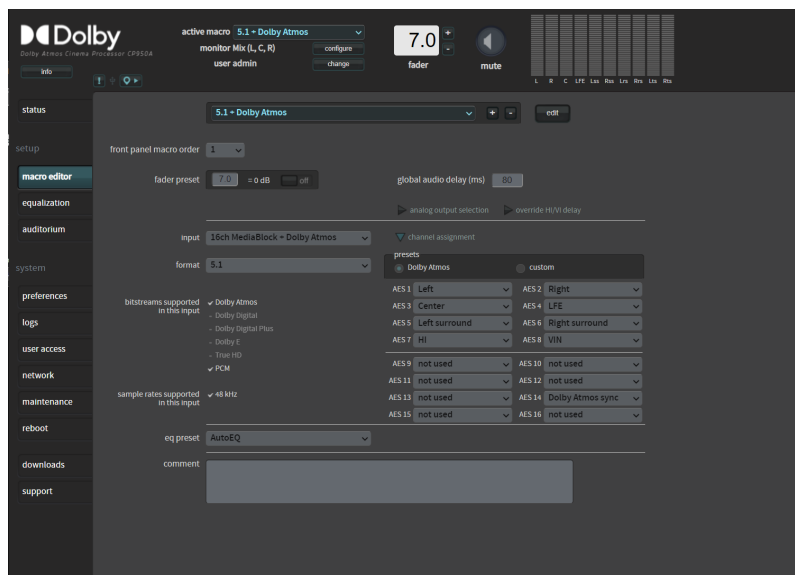 Dolby
Dolby Atmos Cinema Processor CP950A
info
active macro 5.1 + Dolby Atmos
monitor Mix (L, C, R) configure
user admin change
7.0 + -
fader
mute
L R C LFE Lss Rss Lrs Rrs Lts Rts
status
setup
macro editor
equalization
auditorium
system
preferences
logs
user access
network
maintenance
reboot
downloads
support
5.1 + Dolby Atmos + - edit
front panel macro order 1
fader preset 7.0 = 0 dB off
global audio delay (ms) 80
analog output selection override HI/VI delay
input 16ch MediaBlock + Dolby Atmos
format 5.1
bitstreams supported in this input
✔ Dolby Atmos
- Dolby Digital
- Dolby Digital Plus
- Dolby E
- True HD
✔ PCM
sample rates supported in this input
✔ 48 kHz
channel assignment
presets
Dolby Atmos custom
AES 1 Left AES 2 Right
AES 3 Center AES 4 LFE
AES 5 Left surround AES 6 Right surround
AES 7 HI AES 8 VIN
AES 9 not used AES 10 not used
AES 11 not used AES 12 not used
AES 13 not used AES 14 Dolby Atmos sync
AES 15 not used AES 16 not used
eq preset AutoEQ
comment